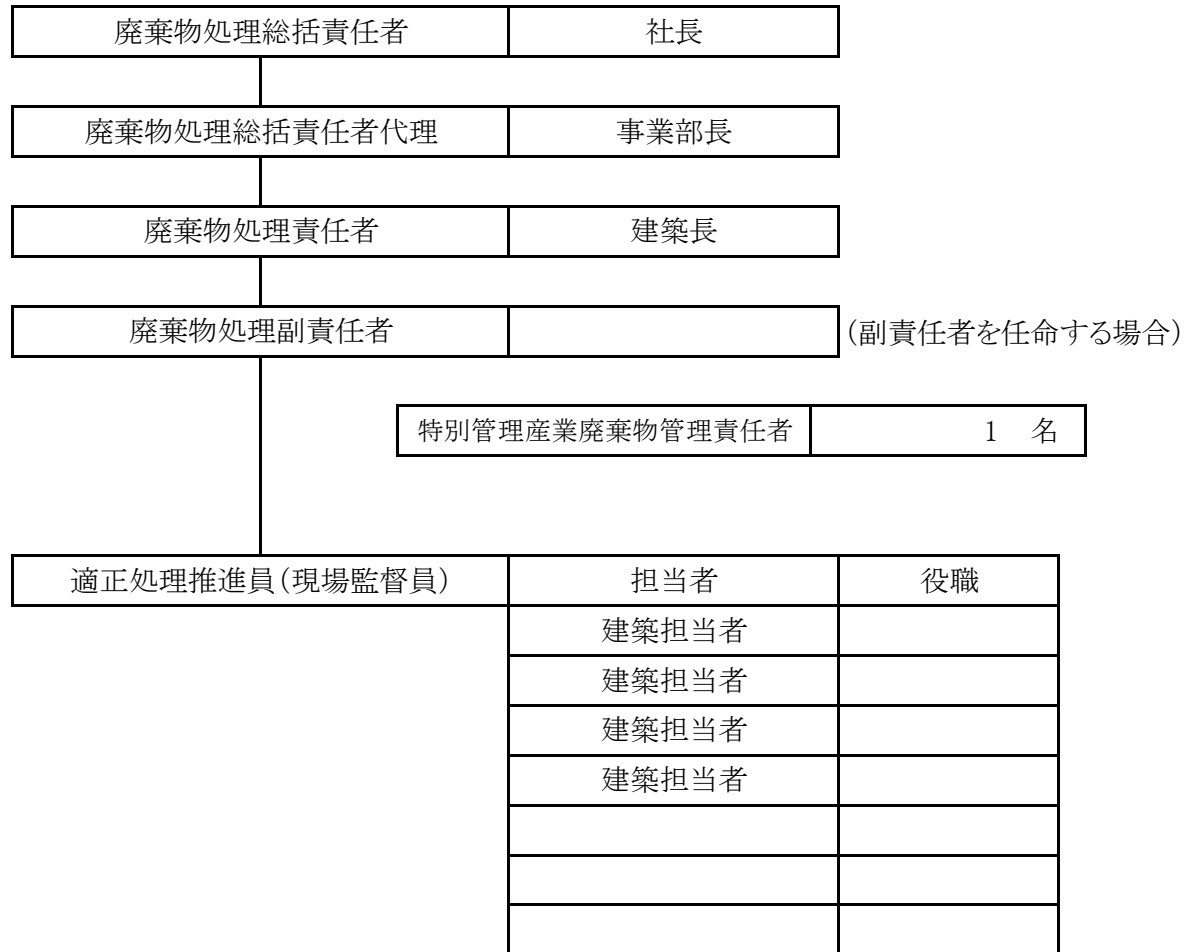 廃棄物処理総括責任者 社長
廃棄物処理総括責任者代理 事業部長
廃棄物処理責任者 建築長
廃棄物処理副責任者 (副責任者を任命する場合)
特別管理産業廃棄物管理責任者 1 名
適正処理推進員(現場監督員) 担当者 役職
建築担当者
建築担当者
建築担当者
建築担当者